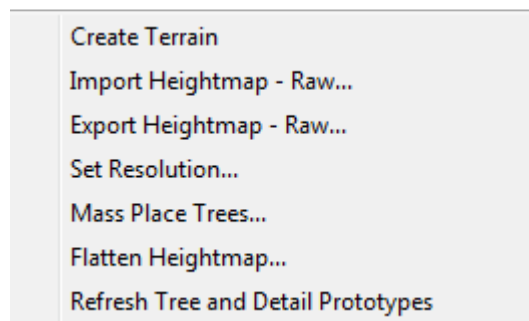 Create Terrain
Import Heightmap - Raw...
Export Heightmap - Raw...
Set Resolution...
Mass Place Trees...
Flatten Heightmap...
Refresh Tree and Detail Prototypes